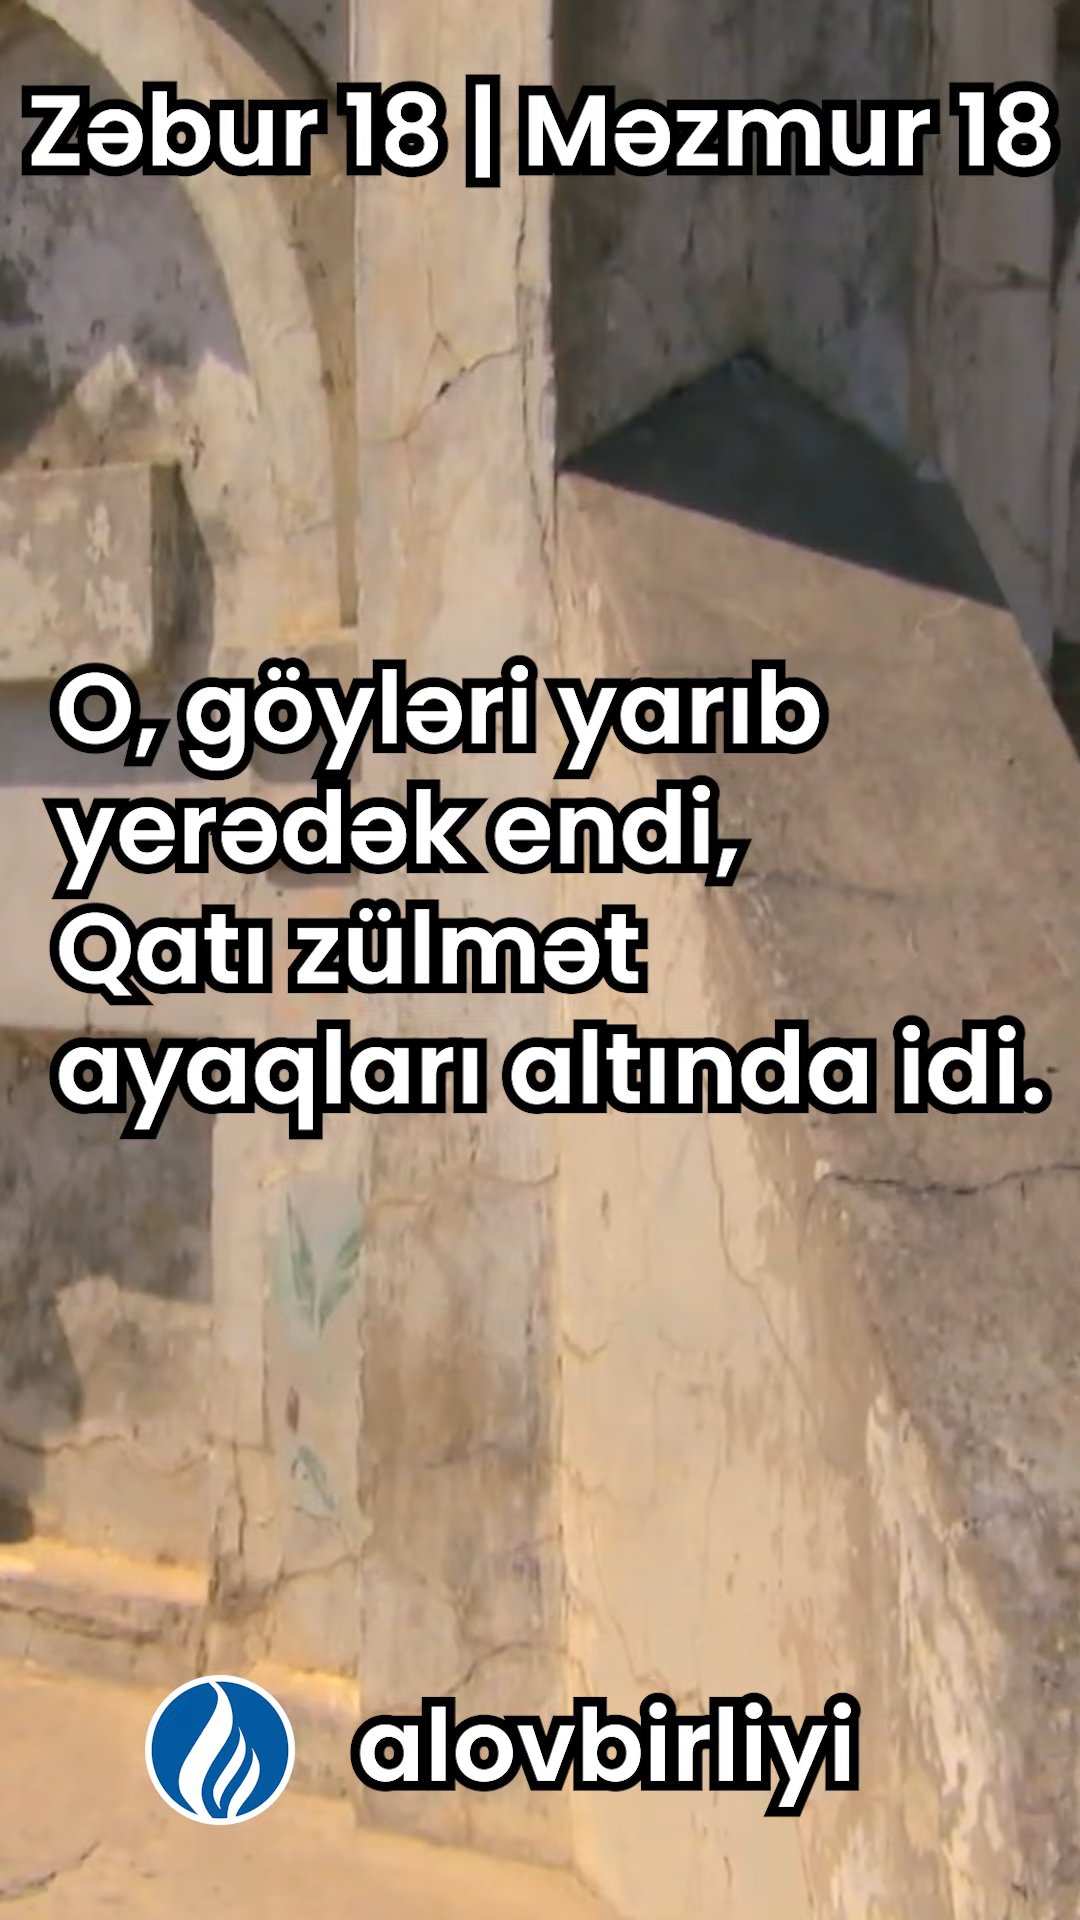 Zəbur 18 | Məzmur 18
O, göyləri yarıb
yerədək endi,
Qatı zülmət
ayaqları altında idi.
alovbirliyi